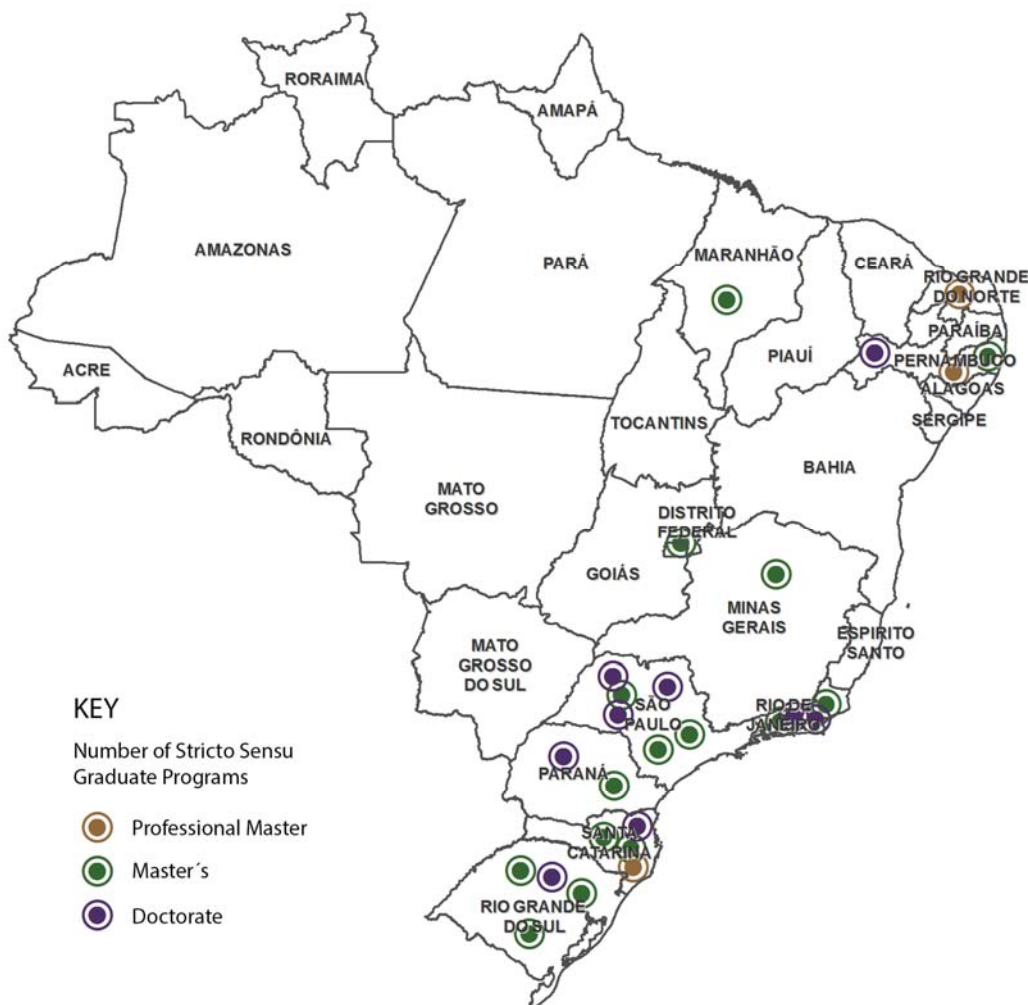 RORAIMA
AMAPÁ
AMAZONAS
PARÁ
MARANHÃO
CEARÁ
RIO GRANDE
DO NORTE
PARAÍBA
PIAUÍ
PERNAMBUCO
ALAGOAS
SERGIPE
ACRE
RONDÔNIA
TOCANTINS
BAHIA
MATO
GROSSO
DISTRITO
FEDERAL
GOIÁS
MINAS
GERAIS
ESPIRITO
SANTO
MATO
GROSSO
DO SUL
SÃO
PAULO
RIO DE
JANEIRO
PARANÁ
SANTA
CATARINA
RIO GRANDE
DO SUL
KEY
Number of Stricto Sensu
Graduate Programs
Professional Master
Master´s
Doctorate